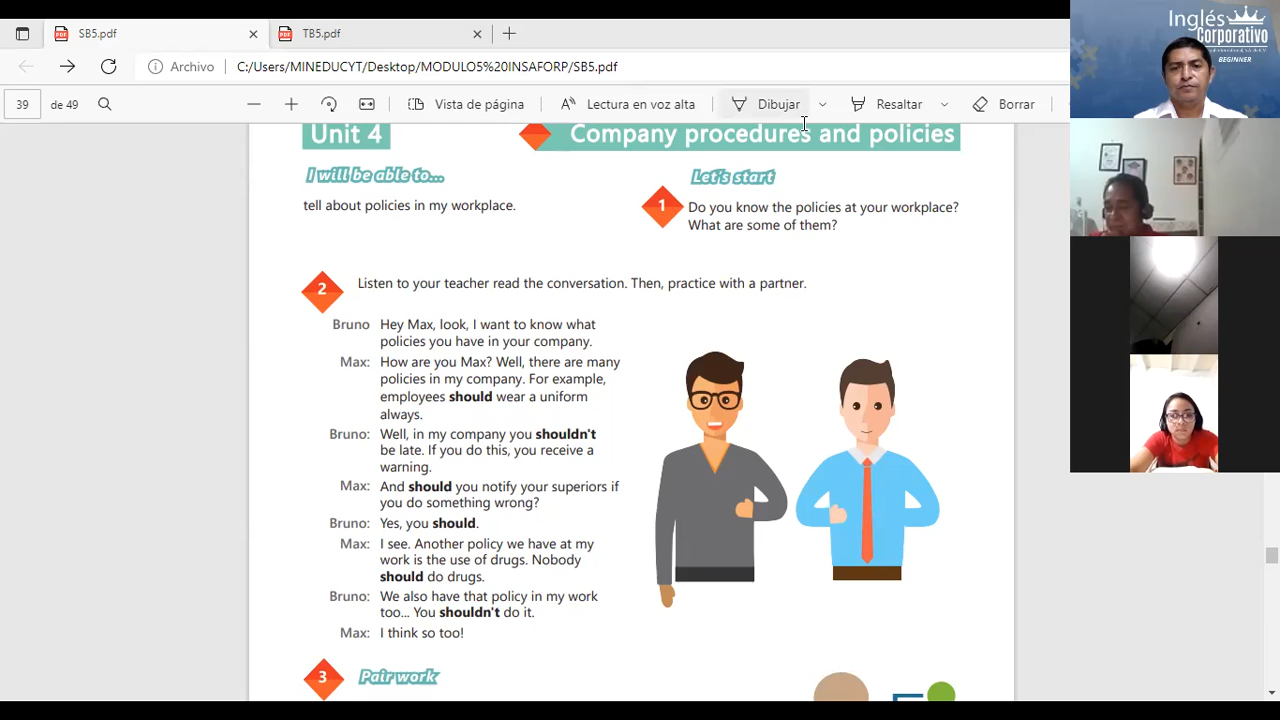 SB5.pdf
TB5.pdf
Archivo
C:/Users/MINEDUCYT/Desktop/MODULO5%20INSAFORP/SB5.pdf
39
de 49
Vista de página
Lectura en voz alta
Dibujar
Resaltar
Borrar
Inglés
Corporativo
BEGINNER
Unit 4
Company procedures and policies
I will be able to...
tell about policies in my workplace.
Let's start
1
Do you know the policies at your workplace?
What are some of them?
2
Listen to your teacher read the conversation. Then, practice with a partner.
Bruno Hey Max, look, I want to know what
policies you have in your company.
Max: How are you Max? Well, there are many
policies in my company. For example,
employees should wear a uniform
always.
Bruno: Well, in my company you shouldn't
be late. If you do this, you receive a
warning.
Max: And should you notify your superiors if
you do something wrong?
Bruno: Yes, you should.
Max: I see. Another policy we have at my
work is the use of drugs. Nobody
should do drugs.
Bruno: We also have that policy in my work
too... You shouldn't do it.
Max: I think so too!
3
Pair work